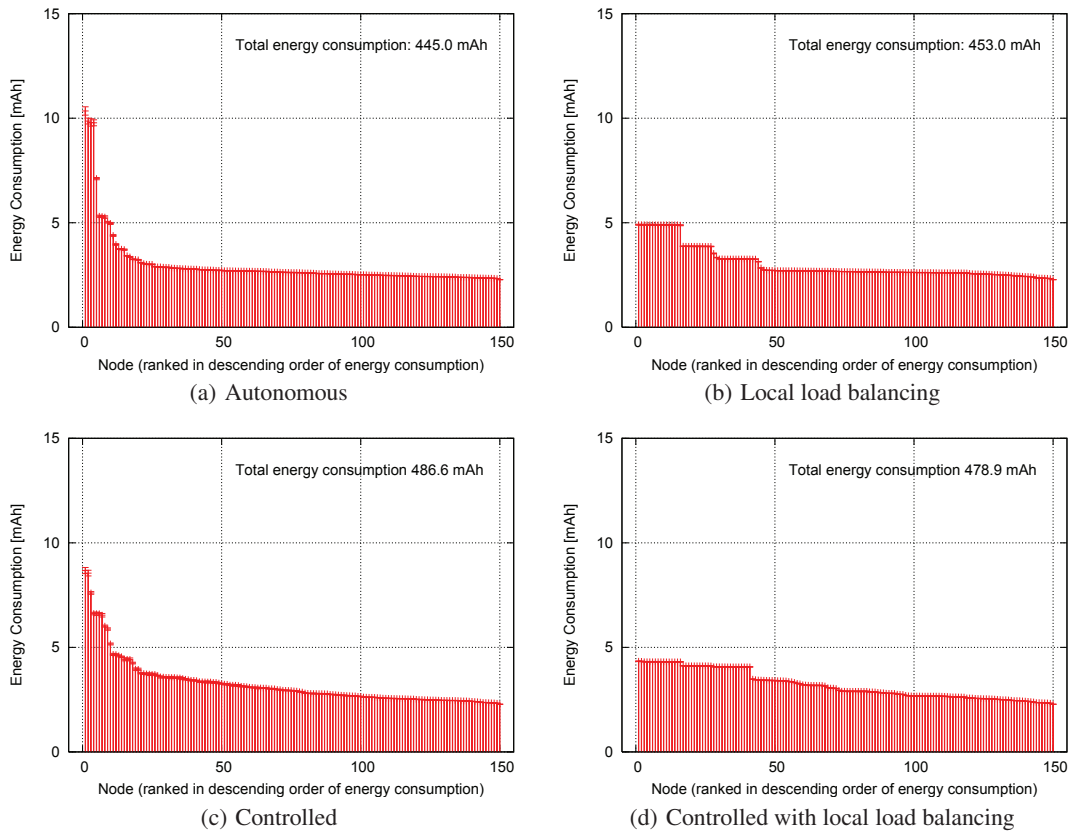 15
10
5
0
Energy Consumption [mAh]
Total energy consumption: 445.0 mAh
0 50 100 150
Node (ranked in descending order of energy consumption)
(a) Autonomous
15
10
5
0
Energy Consumption [mAh]
Total energy consumption: 453.0 mAh
0 50 100 150
Node (ranked in descending order of energy consumption)
(b) Local load balancing
15
10
5
0
Energy Consumption [mAh]
Total energy consumption 486.6 mAh
0 50 100 150
Node (ranked in descending order of energy consumption)
(c) Controlled
15
10
5
0
Energy Consumption [mAh]
Total energy consumption 478.9 mAh
0 50 100 150
Node (ranked in descending order of energy consumption)
(d) Controlled with local load balancing